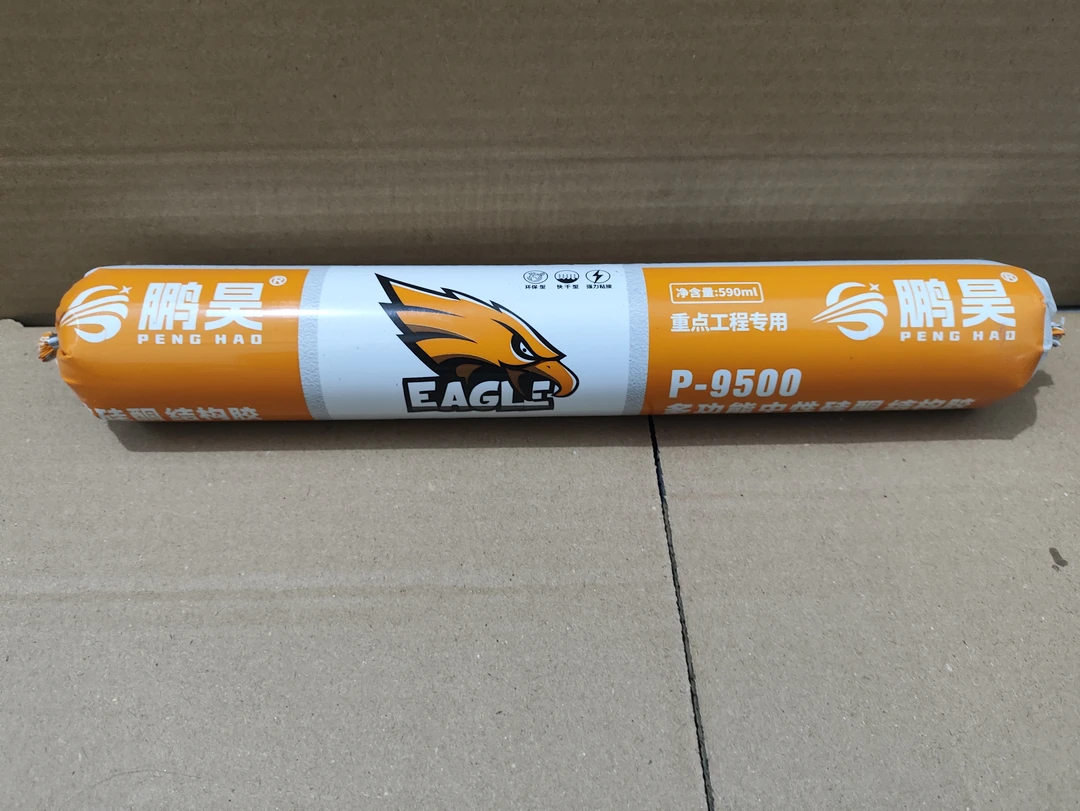 鹏昊®
PENG HAO
硅酮结构胶
环保型 快干型 强力粘接
EAGLE
净含量:590ml
重点工程专用
P-9500
多功能中性硅酮结构胶
鹏昊®
PENG HAO